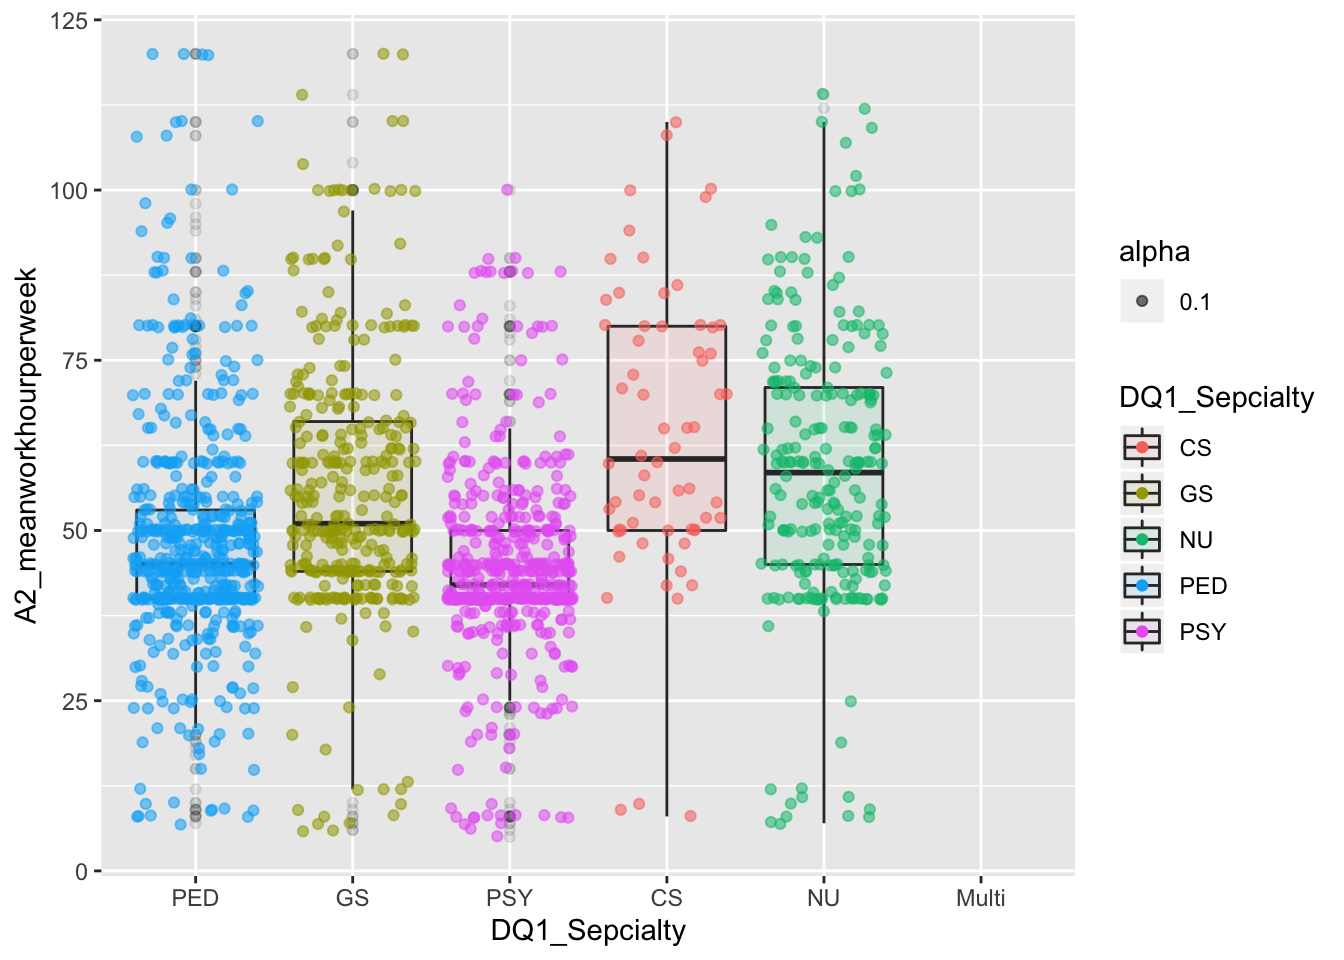 125
100
75
50
25
0
A2_meanworkhourperweek
PED GS PSY CS NU Multi
DQ1_Sepcialty
alpha
0.1
DQ1_Sepcialty
CS
GS
NU
PED
PSY